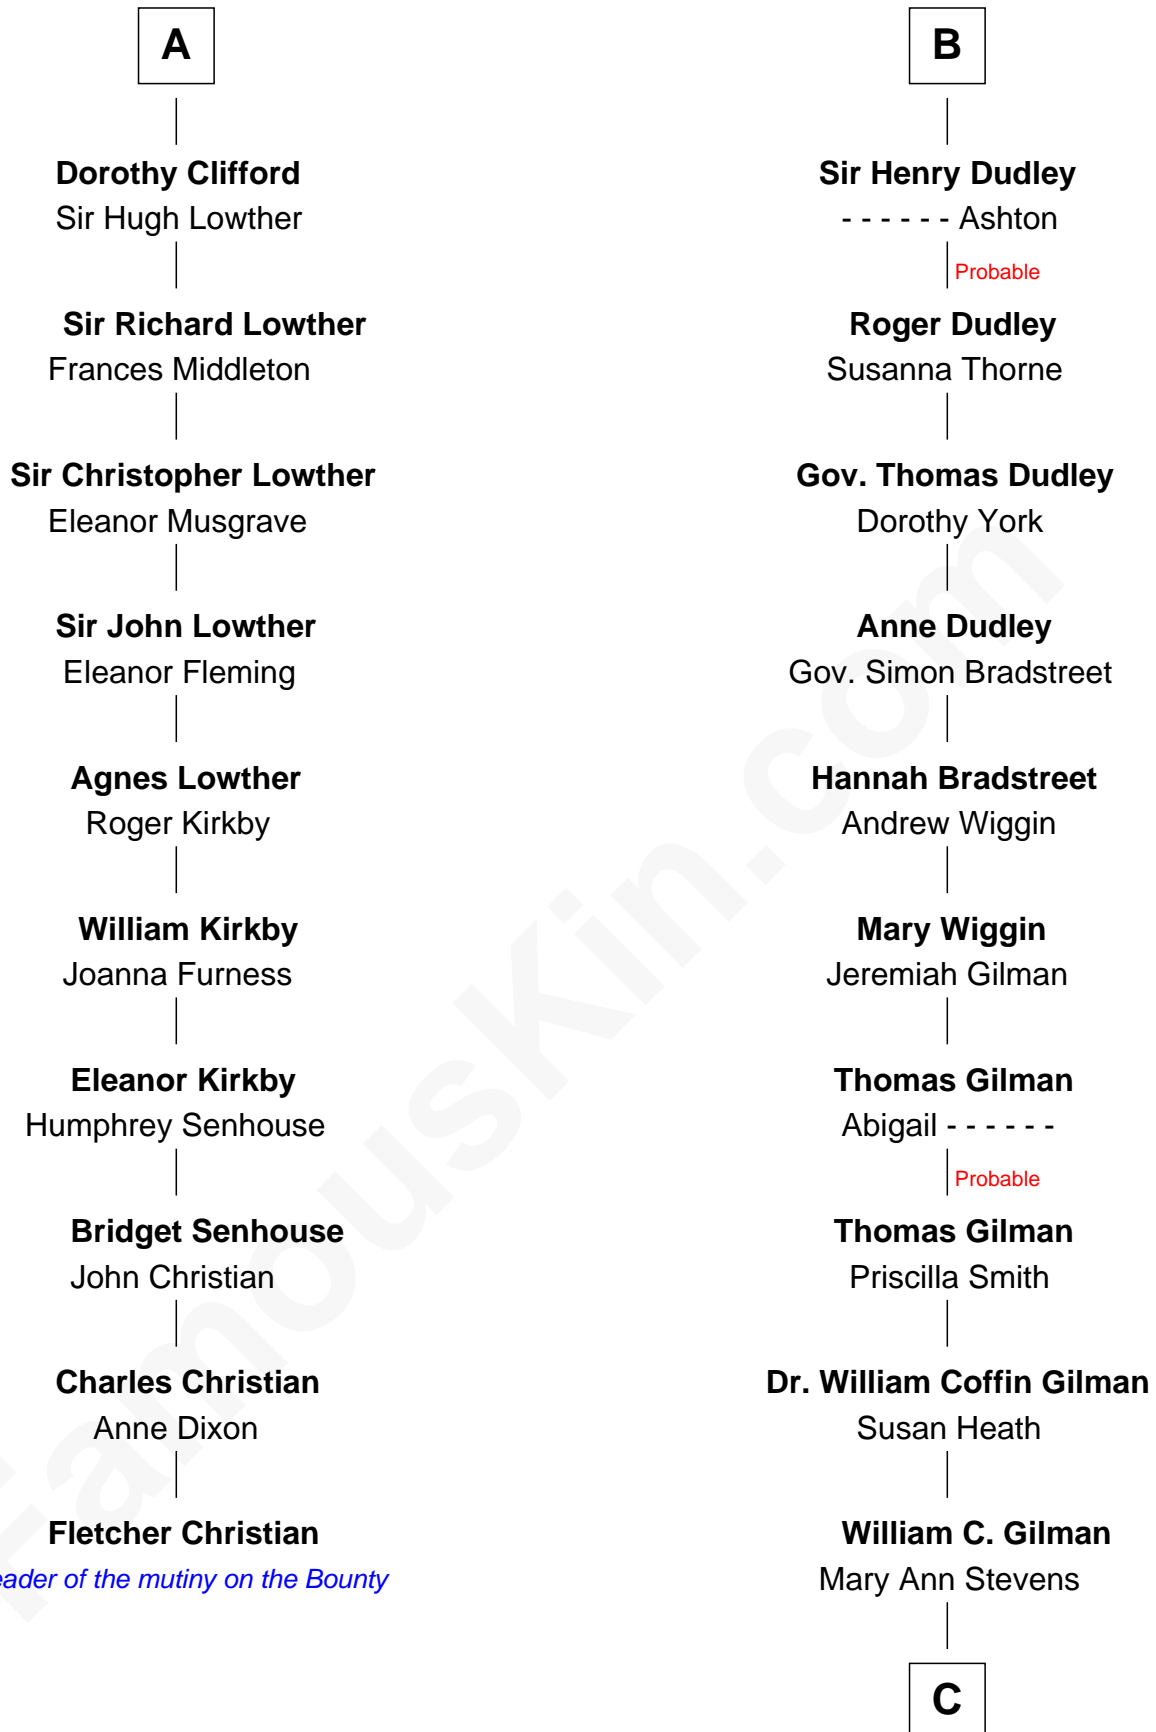 A
Dorothy Clifford
Sir Hugh Lowther
Sir Richard Lowther
Frances Middleton
Sir Christopher Lowther
Eleanor Musgrave
Sir John Lowther
Eleanor Fleming
Agnes Lowther
Roger Kirkby
William Kirkby
Joanna Furness
Eleanor Kirkby
Humphrey Senhouse
Bridget Senhouse
John Christian
Charles Christian
Anne Dixon
Fletcher Christian
eader of the mutiny on the Bounty
B
Sir Henry Dudley
- - - - - - Ashton
Probable
Roger Dudley
Susanna Thorne
Gov. Thomas Dudley
Dorothy York
Anne Dudley
Gov. Simon Bradstreet
Hannah Bradstreet
Andrew Wiggin
Mary Wiggin
Jeremiah Gilman
Thomas Gilman
Abigail - - - - - -
Probable
Thomas Gilman
Priscilla Smith
Dr. William Coffin Gilman
Susan Heath
William C. Gilman
Mary Ann Stevens
C
FamousKin.com